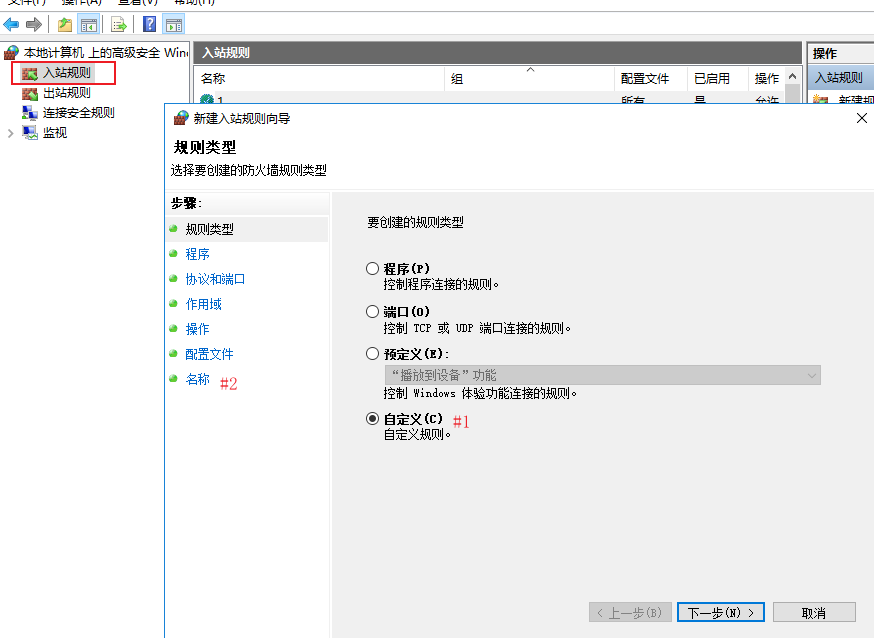 文件(F) 操作(A) 查看(V) 帮助(H)
本地计算机 上的高级安全 Wind
入站规则
出站规则
连接安全规则
监视
入站规则
名称 组 配置文件 已启用 操作
1 所有 是 允许
操作
入站规则
新建规
新建入站规则向导
规则类型
选择要创建的防火墙规则类型
步骤:
规则类型
程序
协议和端口
作用域
操作
配置文件
名称 #2
要创建的规则类型
程序(P)
控制程序连接的规则。
端口(O)
控制 TCP 或 UDP 端口连接的规则。
预定义(E):
“播放到设备”功能
控制 Windows 体验功能连接的规则。
自定义(C) #1
自定义规则。
< 上一步(B) 下一步(N) > 取消